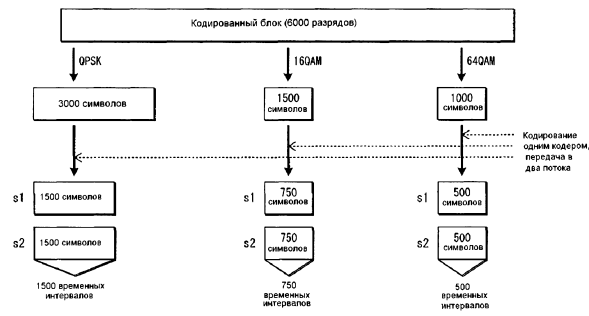 Кодированный блок (6000 разрядов)
QPSK
16QAM
64QAM
3000 символов
1500
символов
1000
символов
Кодирование
одним кодером,
передача в
два потока
s1
1500 символов
s1
750
символов
s1
500
символов
s2
1500 символов
s2
750
символов
s2
500
символов
1500 временных
интервалов
750
временных
интервалов
500
временных
интервалов